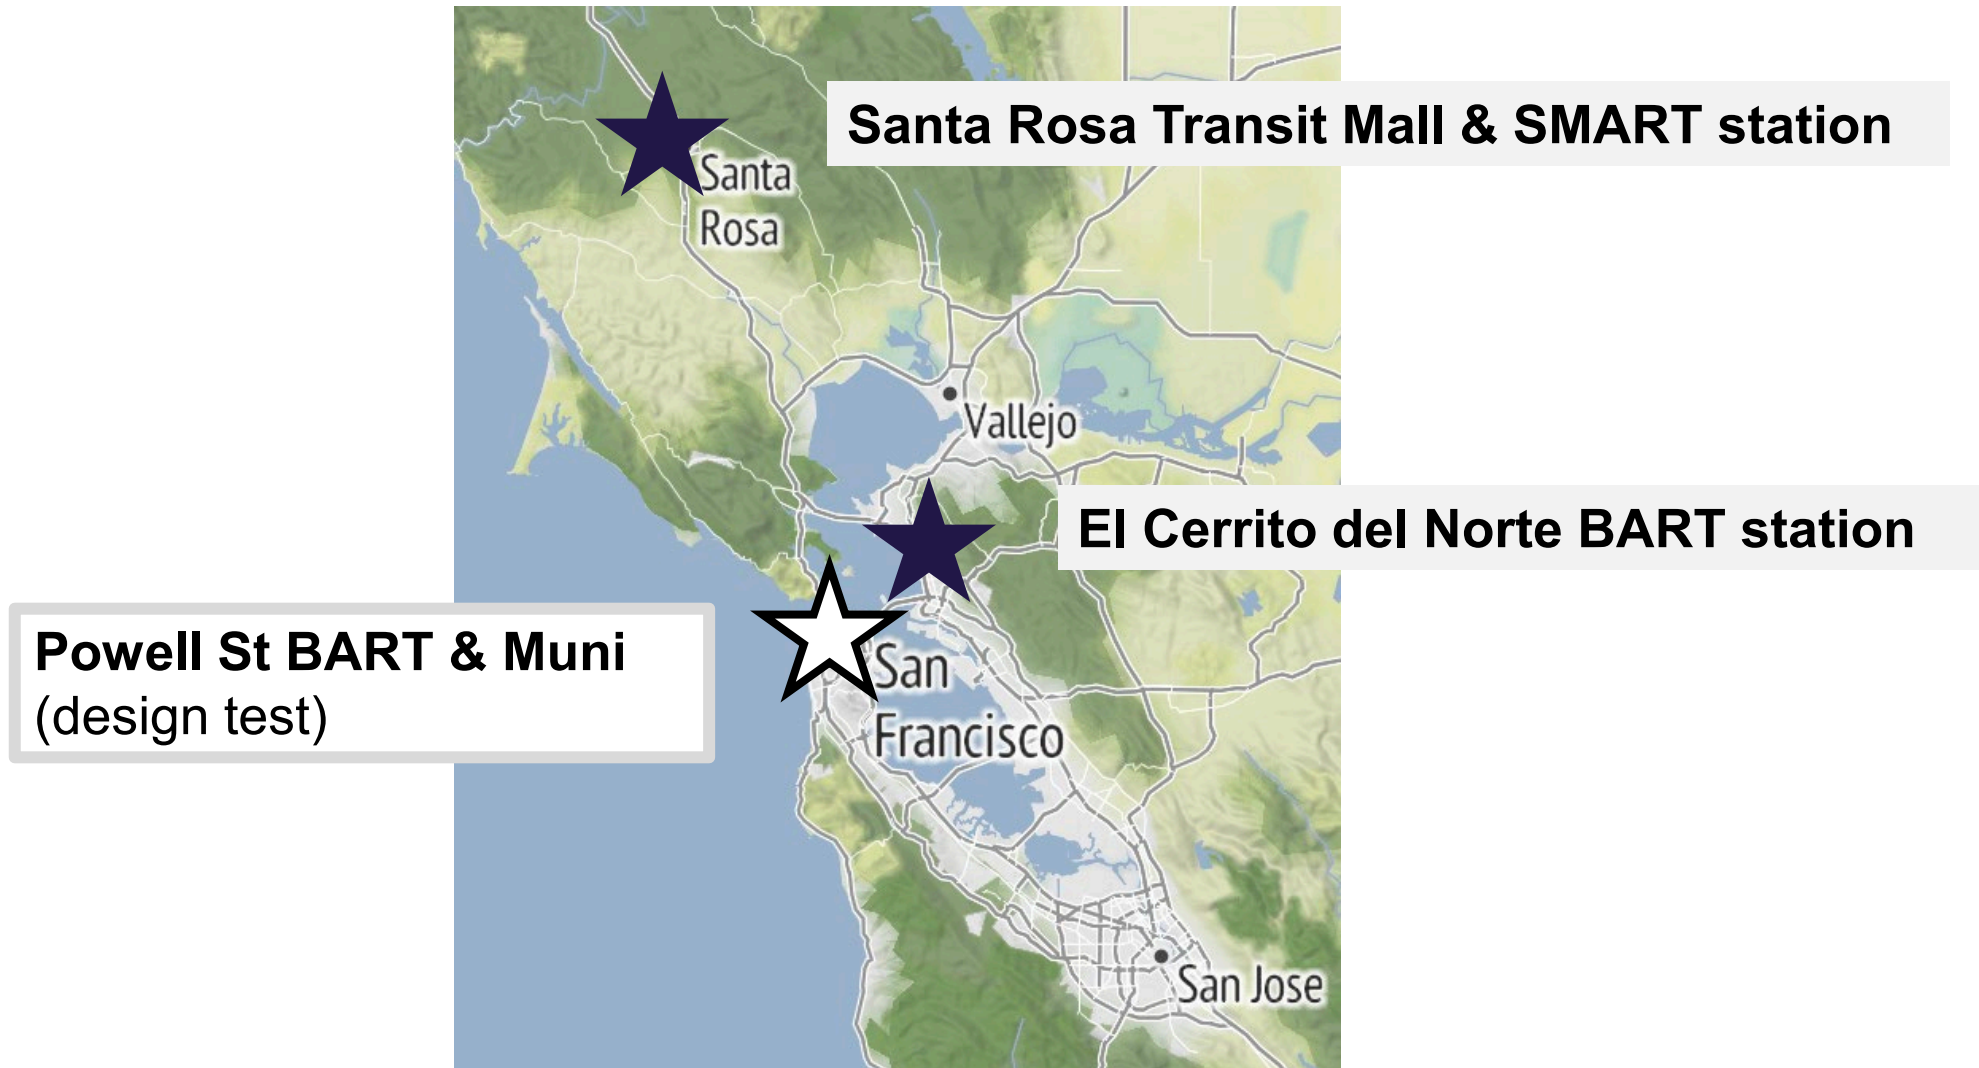 Santa Rosa Transit Mall & SMART station
Santa
Rosa
Vallejo
El Cerrito del Norte BART station
Powell St BART & Muni
(design test)
San
Francisco
San Jose